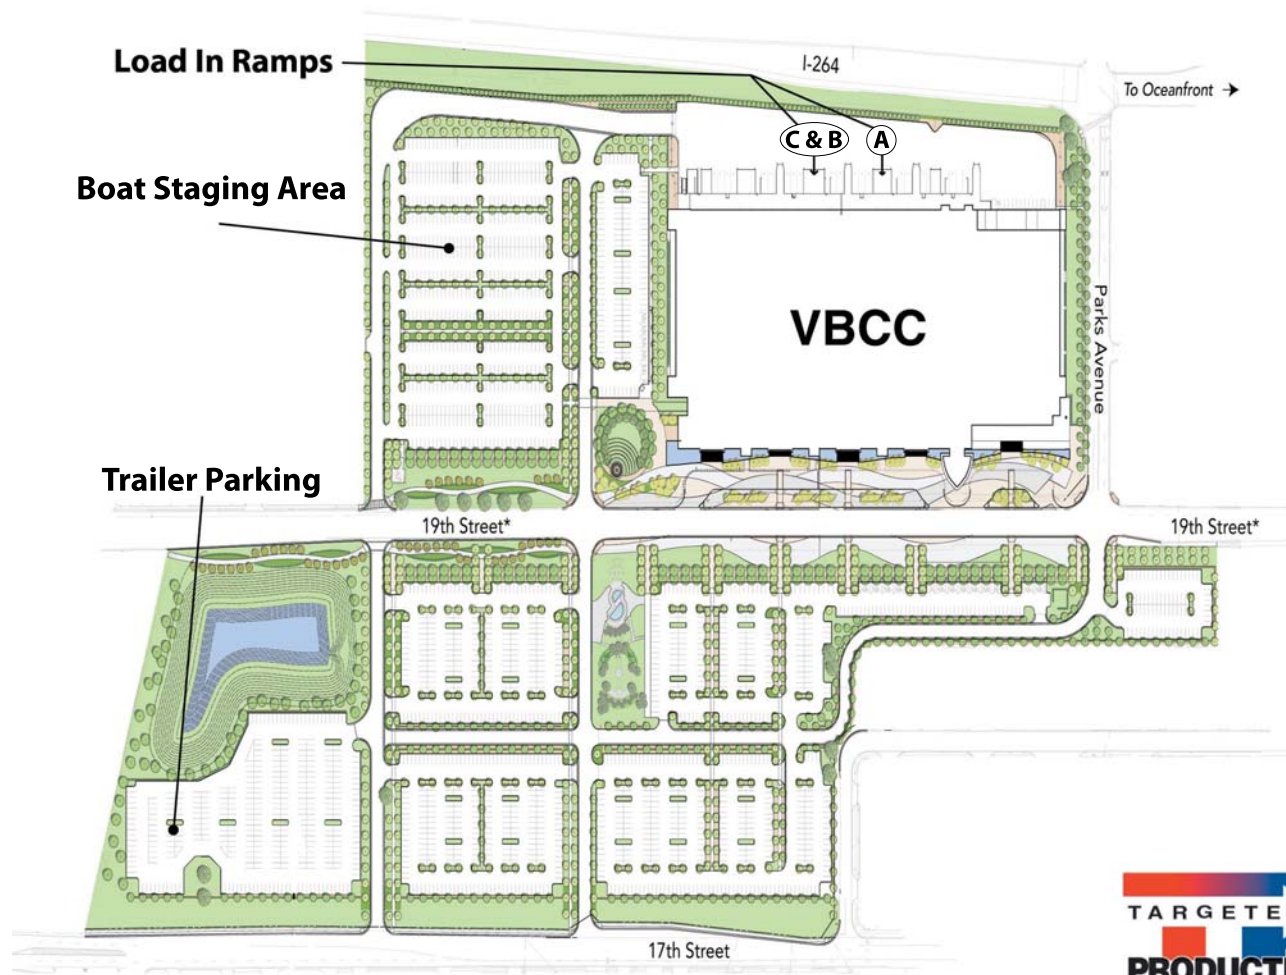 Load In Ramps
I-264
To Oceanfront
C & B
A
Boat Staging Area
VBCC
Parks Avenue
Trailer Parking
19th Street*
19th Street*
17th Street
TARGETE
PRODUCTI